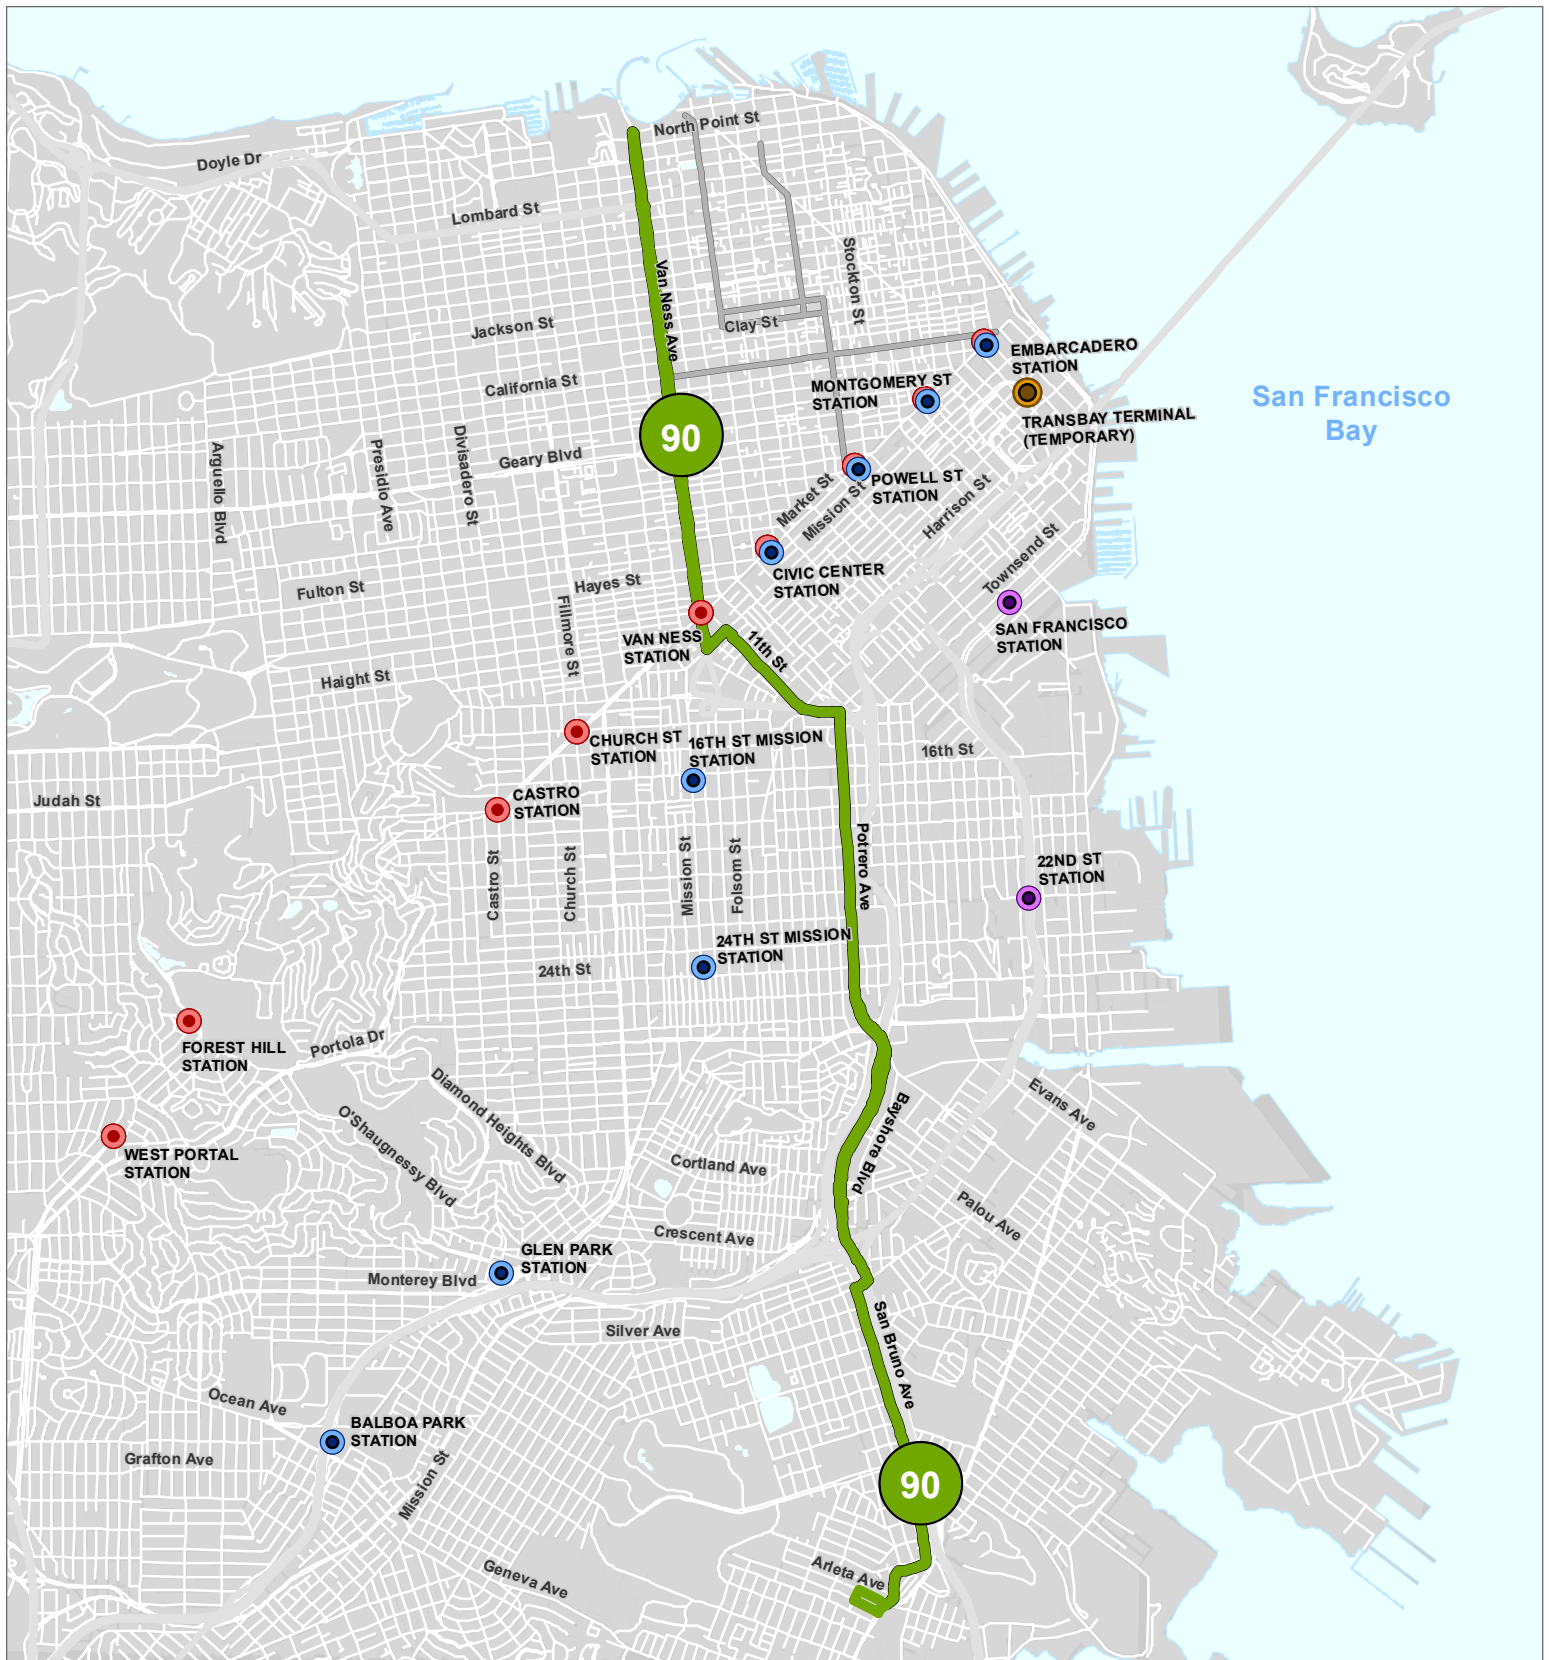 North Point St
Doyle Dr
Lombard St
Stockton St
Van Ness Ave
Jackson St
Clay St
EMBARCADERO
STATION
California St
MONTGOMERY ST
STATION
San Francisco
Bay
TRANSBAY TERMINAL
(TEMPORARY)
90
Arguello Blvd
Presidio Ave
Divisadero St
Geary Blvd
Market St
Mission St
POWELL ST
STATION
Harrison St
Townsend St
CIVIC CENTER
STATION
Fulton St
Hayes St
Fillmore St
SAN FRANCISCO
STATION
VAN NESS
STATION
11th St
Haight St
CHURCH ST
STATION
16TH ST MISSION
STATION
16th St
Judah St
CASTRO
STATION
Castro St
Church St
Mission St
Folsom St
Potrero Ave
22ND ST
STATION
24TH ST MISSION
STATION
24th St
FOREST HILL
STATION
Portola Dr
Diamond Heights Blvd
O'Shaugnessy Blvd
Evans Ave
Bayshore Blvd
WEST PORTAL
STATION
Cortland Ave
Palou Ave
Crescent Ave
GLEN PARK
STATION
Monterey Blvd
Silver Ave
San Bruno Ave
Ocean Ave
BALBOA PARK
STATION
Grafton Ave
Mission St
90
Geneva Ave
Arleta Ave